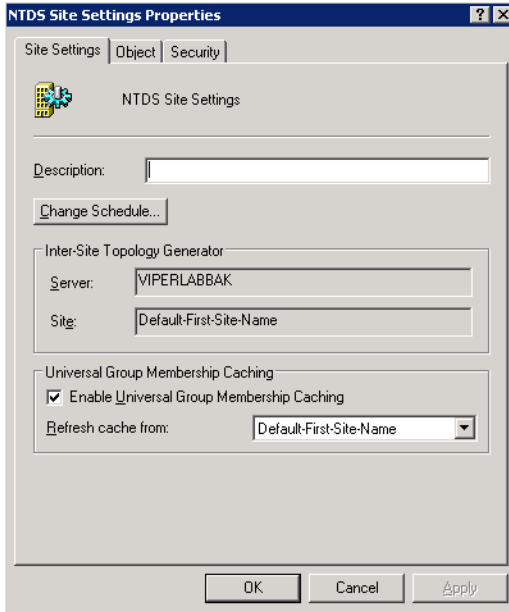 NTDS Site Settings Properties
Site Settings Object Security
NTDS Site Settings
Description:
Change Schedule...
Inter-Site Topology Generator
Server: VIPERLABBAK
Site: Default-First-Site-Name
Universal Group Membership Caching
Enable Universal Group Membership Caching
Refresh cache from: Default-First-Site-Name
OK Cancel Apply